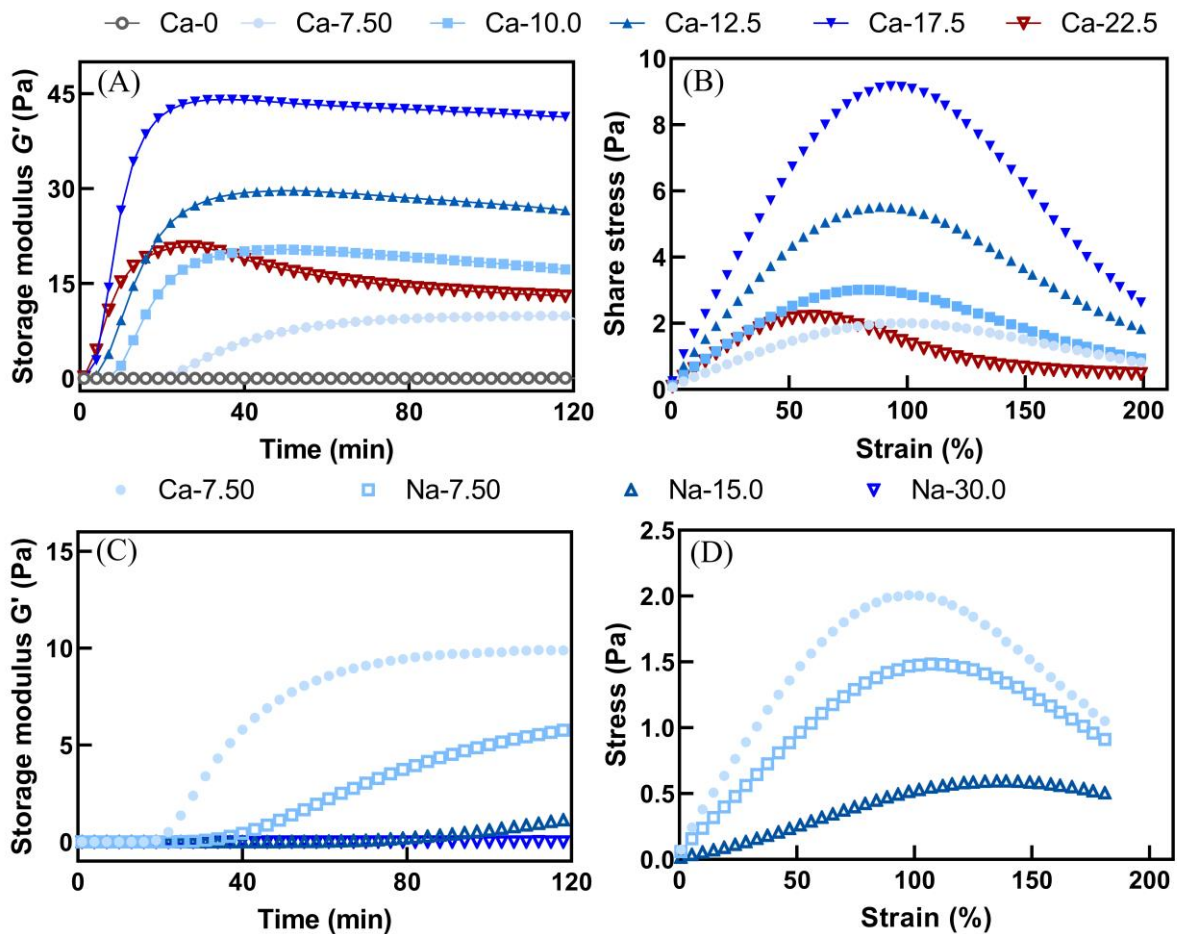 Ca-0 Ca-7.50 Ca-10.0 Ca-12.5 Ca-17.5 Ca-22.5
(A)
Storage modulus G' (Pa)
45
30
15
0
0 40 80 120
Time (min)
(B)
Share stress (Pa)
10
8
6
4
2
0
0 50 100 150 200
Strain (%)
Ca-7.50 Na-7.50 Na-15.0 Na-30.0
(C)
Storage modulus G' (Pa)
15
10
5
0
0 40 80 120
Time (min)
(D)
Stress (Pa)
2.5
2.0
1.5
1.0
0.5
0.0
0 50 100 150 200
Strain (%)